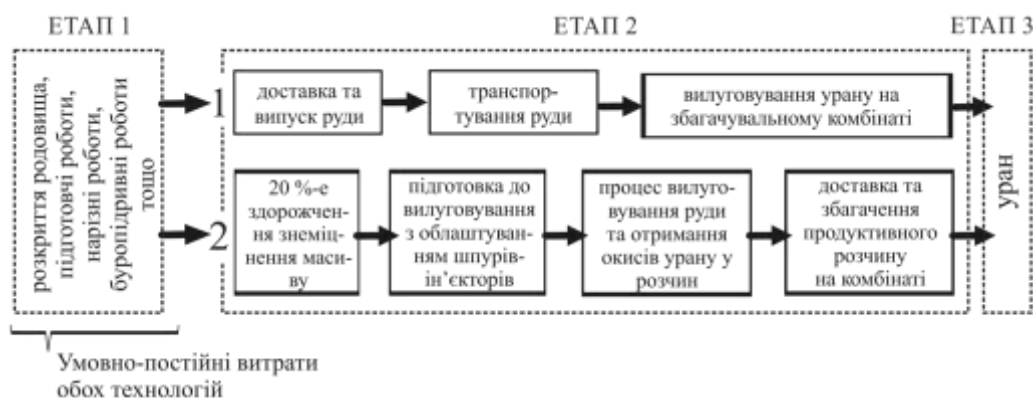 ЕТАП 1
ЕТАП 2
ЕТАП 3
розкриття родовища,
підготовчі роботи,
нарізні роботи,
буропідривні роботи
тощо
1
доставка та
випуск руди
транспор-
тування руди
вилуговування урану на
збагачувальному комбінаті
2
20 %-е
здорожчен-
ня знеміц-
нення маси-
ву
підготовка до
вилуговування
з облаштуван-
ням шпурів-
ін’єкторів
процес вилуго-
вування руди
та отримання
окисів урану у
розчин
доставка та
збагачення
продуктивного
розчину
на комбінаті
уран
Умовно-постійні витрати
обох технологій